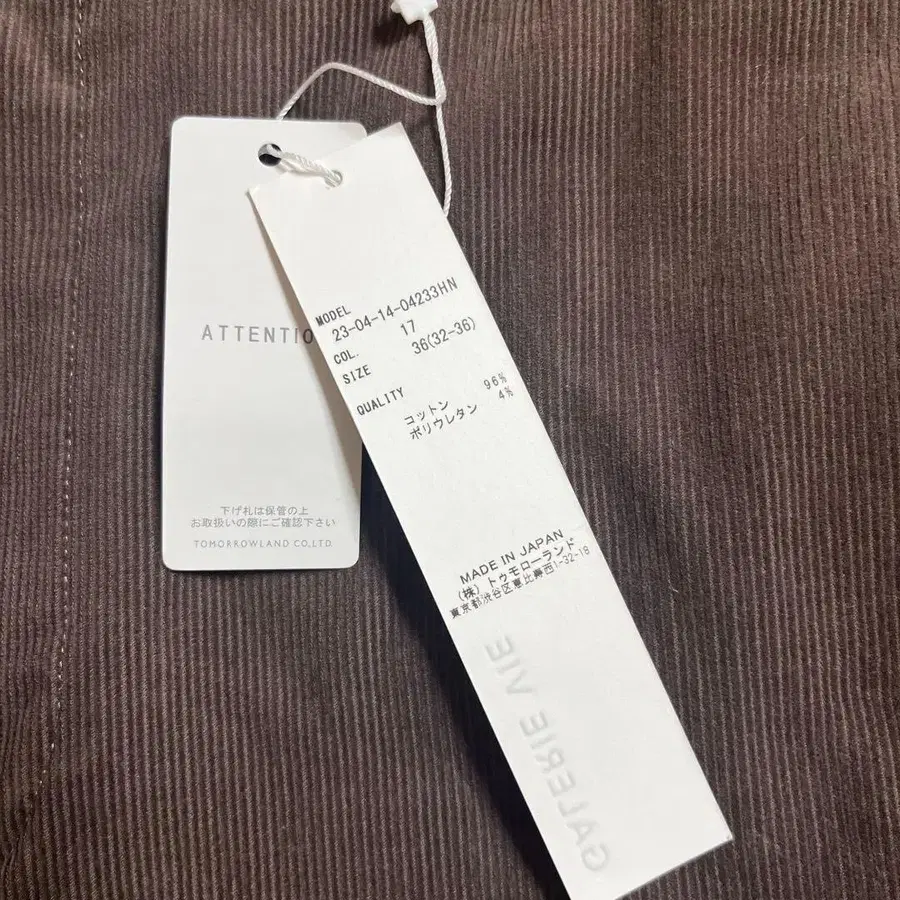 ATTENTIO
下げ札は保管の上
お取扱いの際にご確認下さい
TOMORROWLAND CO.,LTD.
MODEL
23-04-14-04233HN
COL. 17
SIZE 36(32-36)
QUALITY
コットン 96%
ポリウレタン 4%
MADE IN JAPAN
(株)トゥモローランド
東京都渋谷区恵比寿西1-32-18
GALERIE VIE